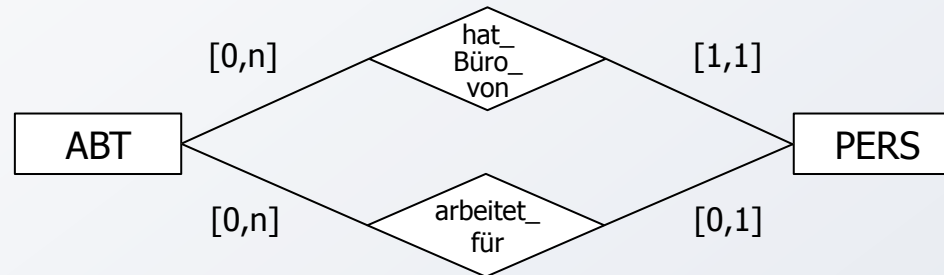 hat_
Büro_
von
[0,n]
[1,1]
ABT
PERS
[0,n]
arbeitet_
für
[0,1]